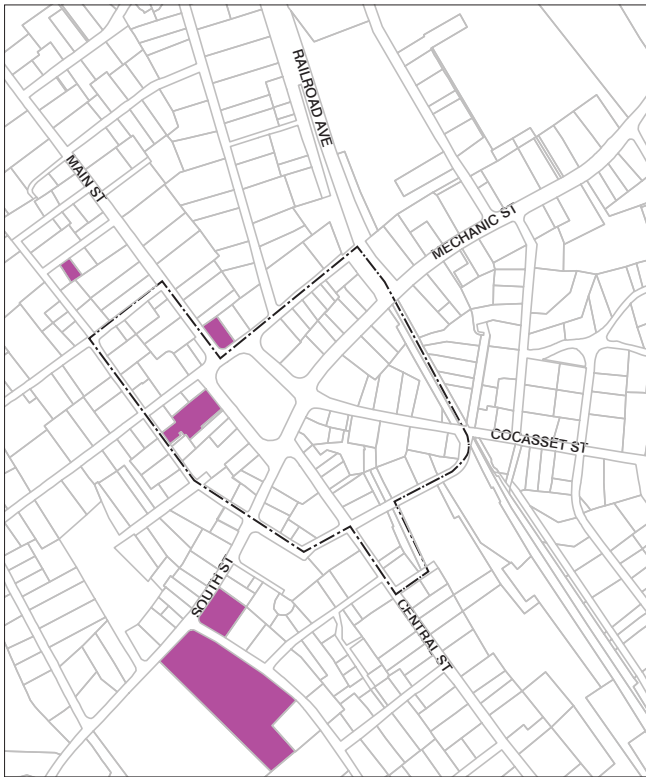 RAILROAD AVE
MAIN ST
MECHANIC ST
COCASSET ST
SOUTH ST
CENTRAL ST